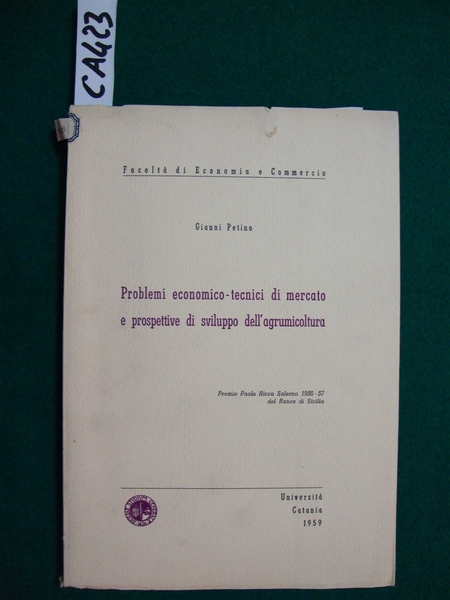 CA423
Facoltà di Economia e Commercio
Gianni Petino
Problemi economico-tecnici di mercato
e prospettive di sviluppo dell'agrumicoltura
Premio Paolo Ricca Salerno 1956-57
del Banco di Sicilia
Università
Catania
1959